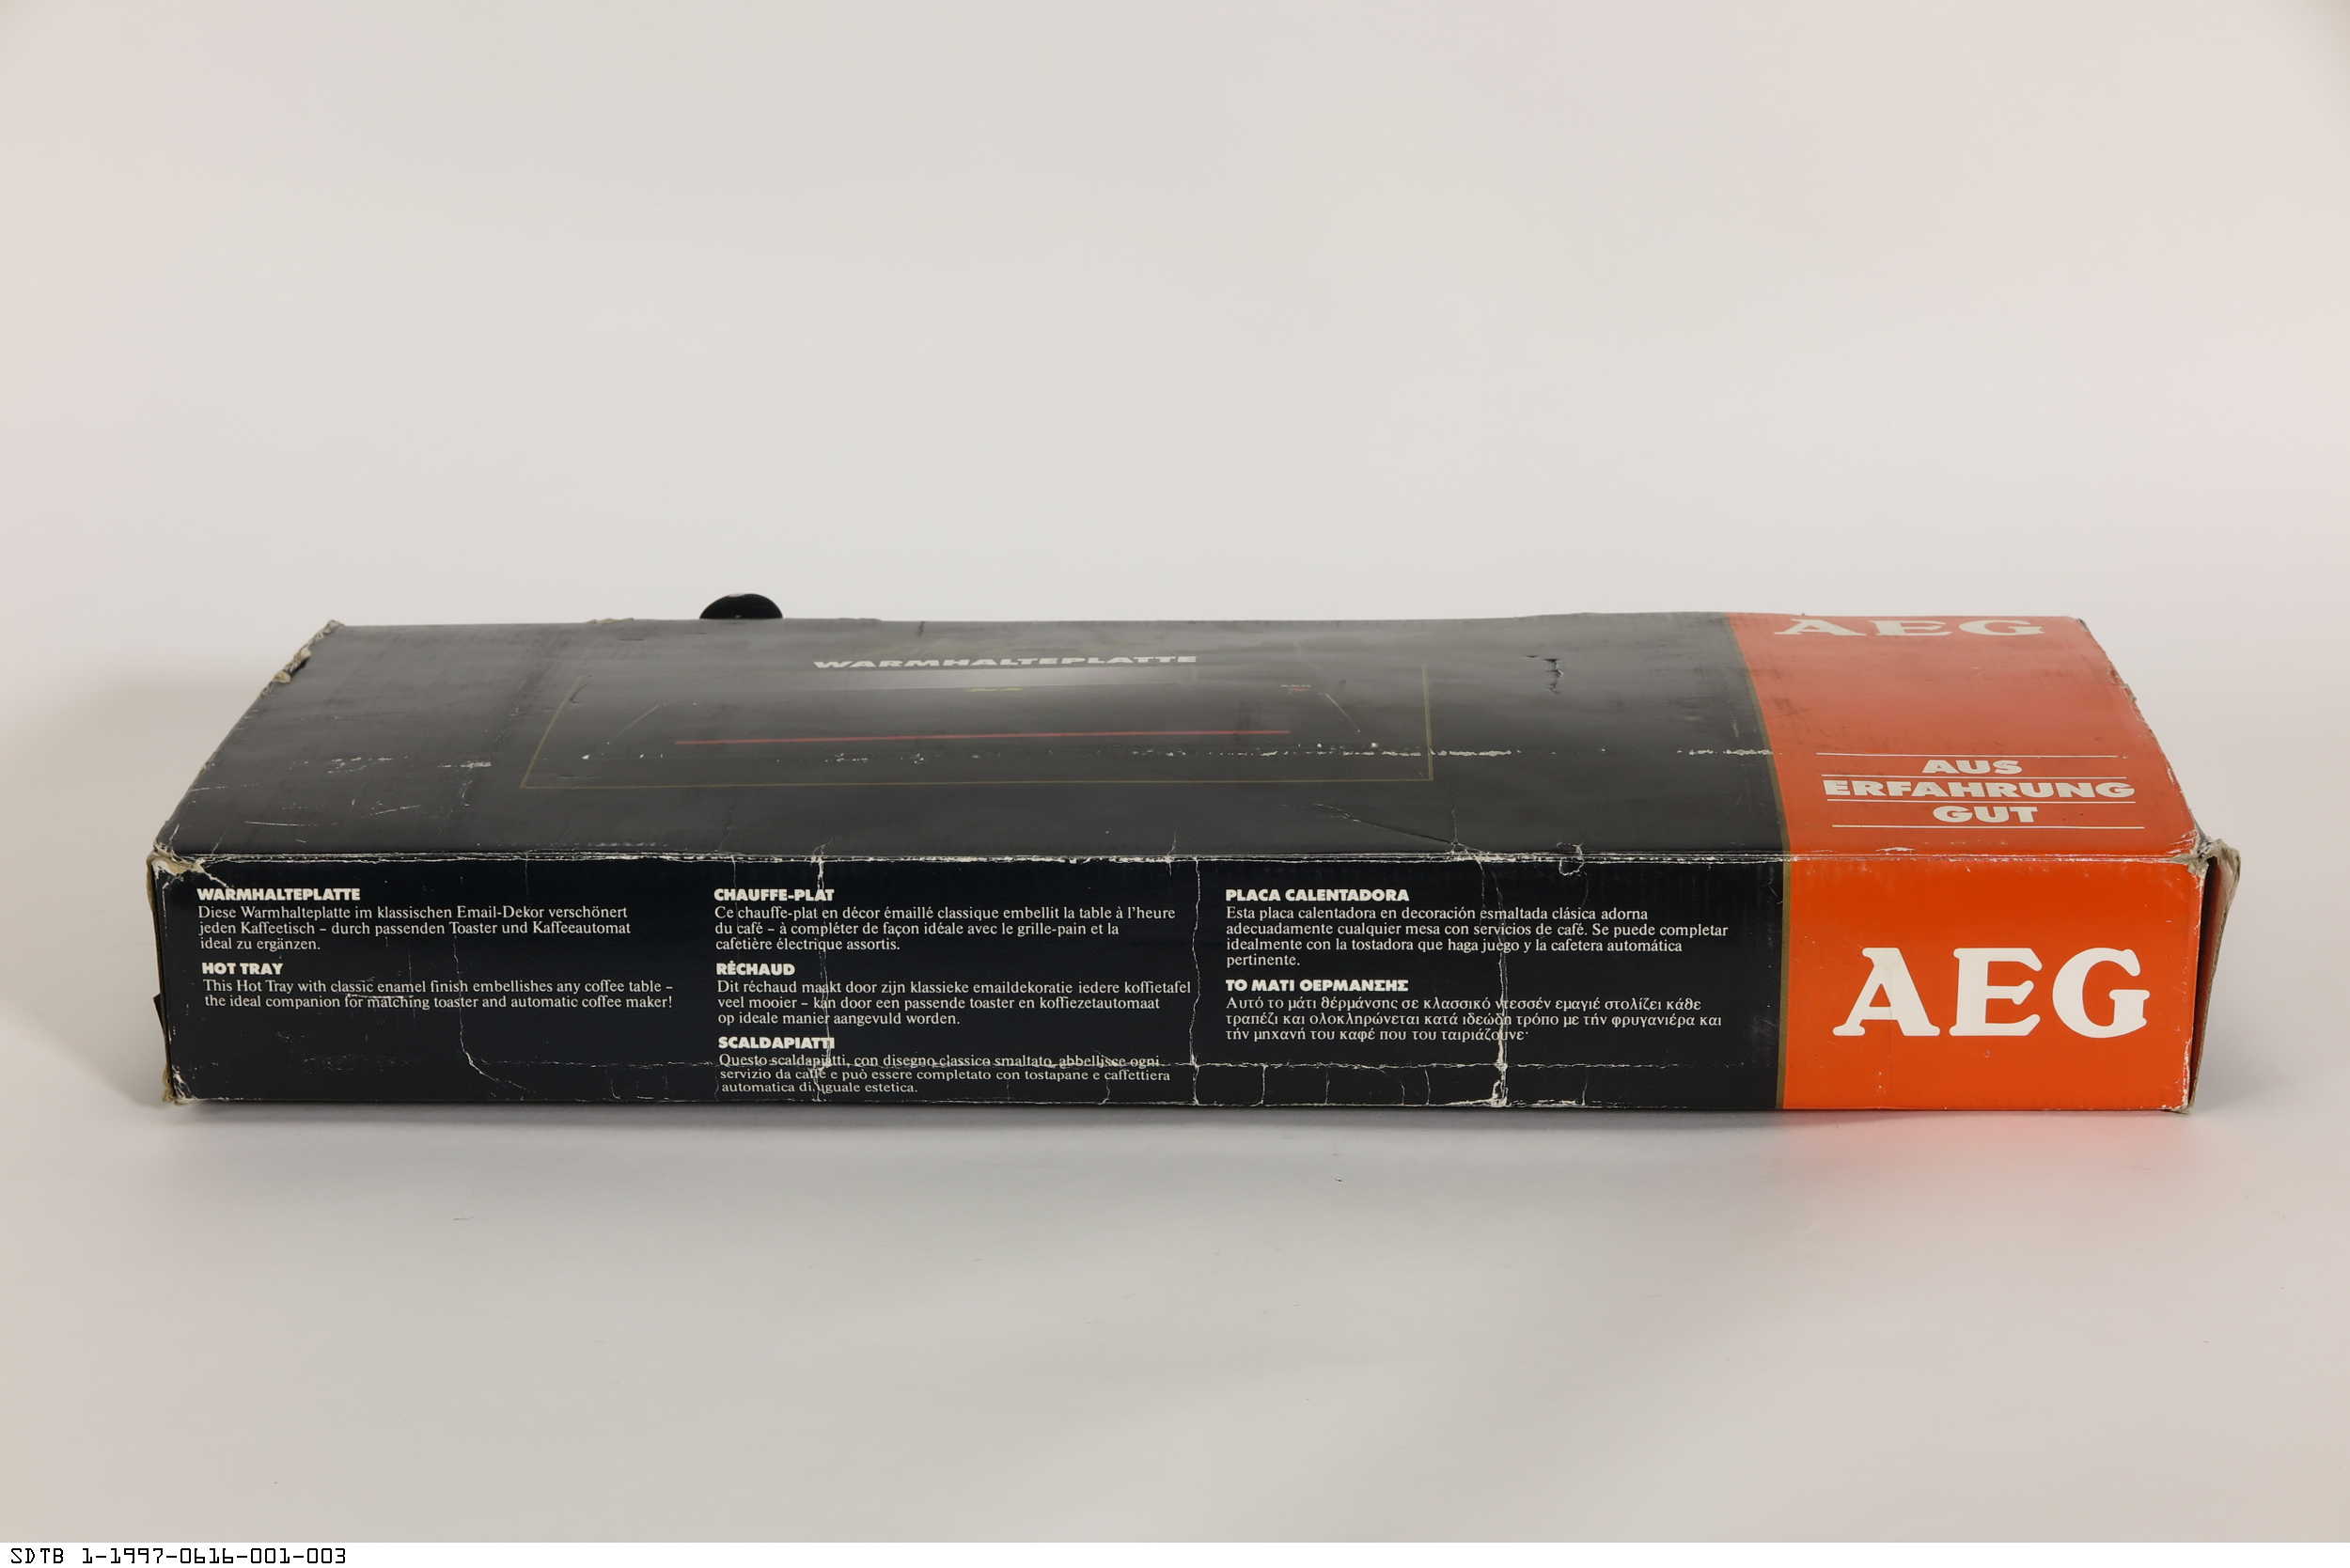 AEG
WARMHALTEPLATTE
AUS
ERFAHRUNG
GUT
WARMHALTEPLATTE
Diese Warmhalteplatte im klassischen Email-Dekor verschönert
jeden Kaffeetisch – durch passenden Toaster und Kaffeeautomat
ideal zu ergänzen.
HOT TRAY
This Hot Tray with classic enamel finish embellishes any coffee table –
the ideal companion for matching toaster and automatic coffee maker!
CHAUFFE-PLAT
Ce chauffe-plat en décor émaillé classique embellit la table à l'heure
du café – à compléter de façon idéale avec le grille-pain et la
cafetière électrique assortis.
RÉCHAUD
Dit réchaud maakt door zijn klassieke emaildekoratie iedere koffietafel
veel mooier – kan door een passende toaster en koffiezetautomaat
op ideale manier aangevuld worden.
SCALDAPIATTI
Questo scaldapiatti, con disegno classico smaltato, abbellisce ogni
servizio da caffè e può essere completato con tostapane e caffettiera
automatica di uguale estetica.
PLACA CALENTADORA
Esta placa calentadora en decoración esmaltada clásica adorna
adecuadamente cualquier mesa con servicios de café. Se puede completar
idealmente con la tostadora que haga juego y la cafetera automática
pertinente.
ΤΟ ΜΑΤΙ ΟΕΡΜΑΝΣΗΣ
Αυτό το μάτι θέρμάνσης σε κλασσικό ντεσσέν εμαγιέ στολίζει κάθε
τραπέζι και ολοκληρώνεται κατά ιδεώδη τρόπο με τήν φρυγανιέρα και
τήν μηχανή του καφέ που του ταιριάζουνε·
AEG
SDTB 1-1997-0616-001-003